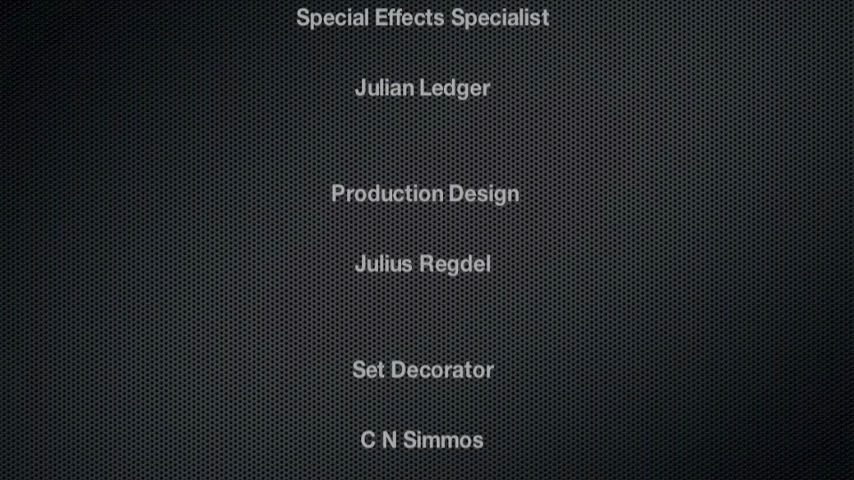 Special Effects Specialist
Julian Ledger
Production Design
Julius Regdel
Set Decorator
C N Simmos